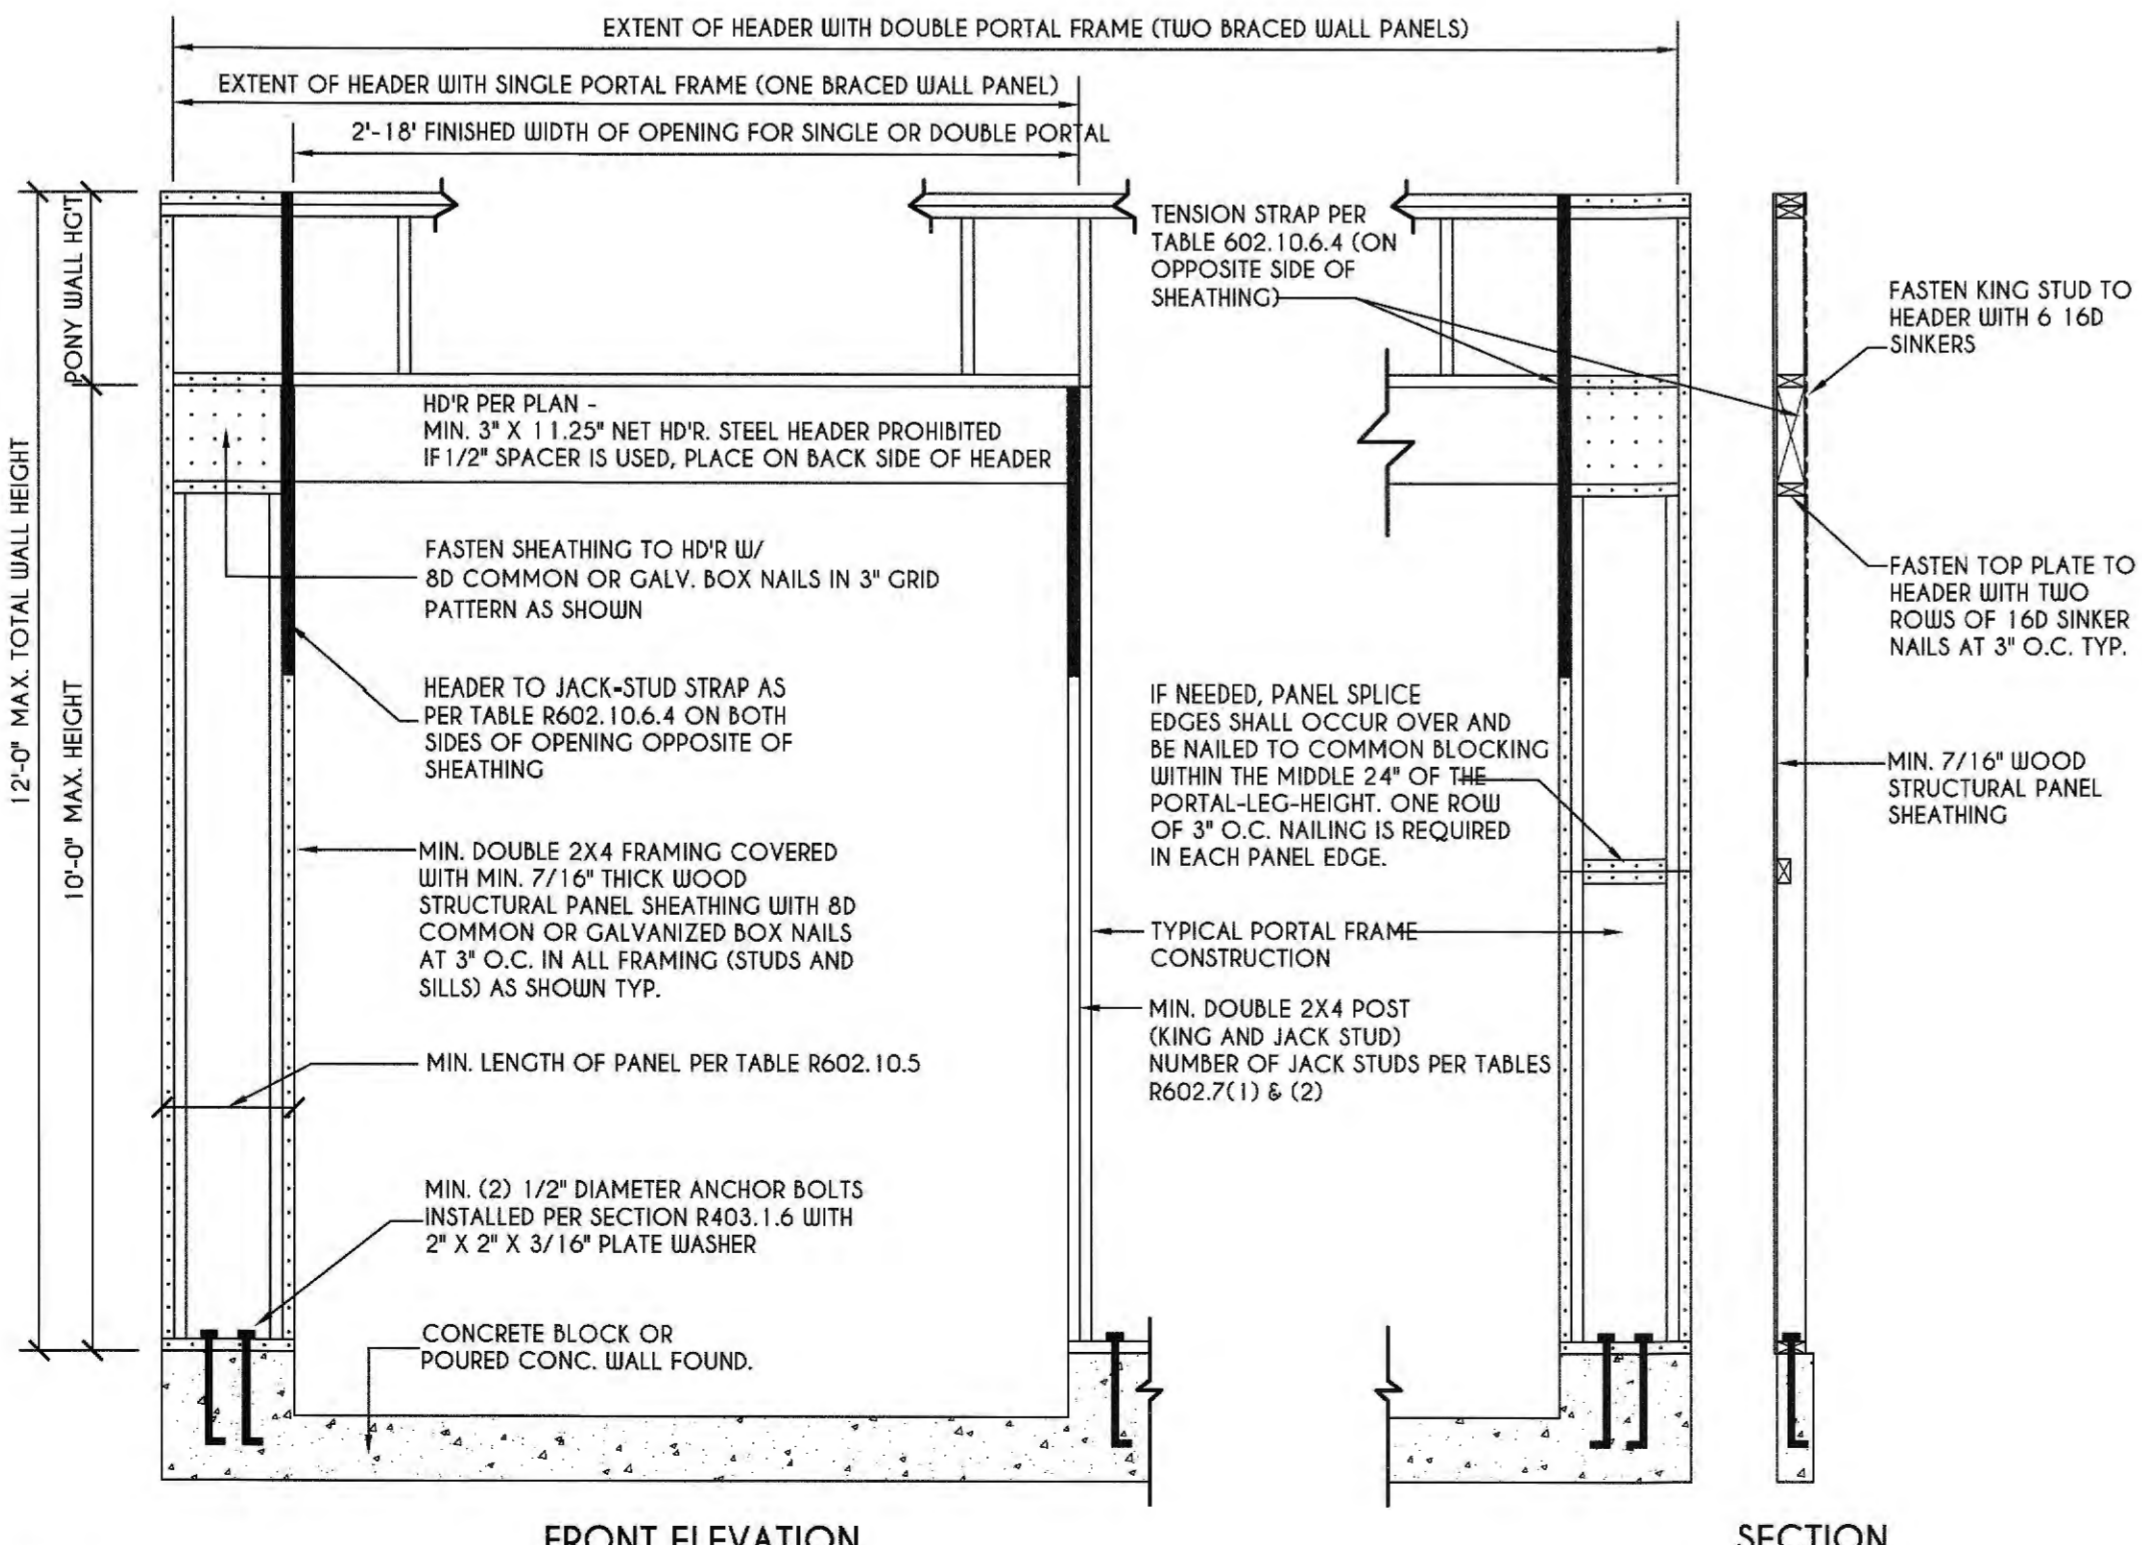 EXTENT OF HEADER WITH DOUBLE PORTAL FRAME (TWO BRACED WALL PANELS)
EXTENT OF HEADER WITH SINGLE PORTAL FRAME (ONE BRACED WALL PANEL)
2'-18' FINISHED WIDTH OF OPENING FOR SINGLE OR DOUBLE PORTAL
12'-0" MAX. TOTAL WALL HEIGHT
PONY WALL HG'T
10'-0" MAX. HEIGHT
HD'R PER PLAN -
MIN. 3" X 11.25" NET HD'R. STEEL HEADER PROHIBITED
IF 1/2" SPACER IS USED, PLACE ON BACK SIDE OF HEADER
FASTEN SHEATHING TO HD'R W/
8D COMMON OR GALV. BOX NAILS IN 3" GRID
PATTERN AS SHOWN
HEADER TO JACK-STUD STRAP AS
PER TABLE R602.10.6.4 ON BOTH
SIDES OF OPENING OPPOSITE OF
SHEATHING
MIN. DOUBLE 2X4 FRAMING COVERED
WITH MIN. 7/16" THICK WOOD
STRUCTURAL PANEL SHEATHING WITH 8D
COMMON OR GALVANIZED BOX NAILS
AT 3" O.C. IN ALL FRAMING (STUDS AND
SILLS) AS SHOWN TYP.
MIN. LENGTH OF PANEL PER TABLE R602.10.5
MIN. (2) 1/2" DIAMETER ANCHOR BOLTS
INSTALLED PER SECTION R403.1.6 WITH
2" X 2" X 3/16" PLATE WASHER
CONCRETE BLOCK OR
POURED CONC. WALL FOUND.
TENSION STRAP PER
TABLE 602.10.6.4 (ON
OPPOSITE SIDE OF
SHEATHING)
IF NEEDED, PANEL SPLICE
EDGES SHALL OCCUR OVER AND
BE NAILED TO COMMON BLOCKING
WITHIN THE MIDDLE 24" OF THE
PORTAL-LEG-HEIGHT. ONE ROW
OF 3" O.C. NAILING IS REQUIRED
IN EACH PANEL EDGE.
TYPICAL PORTAL FRAME
CONSTRUCTION
MIN. DOUBLE 2X4 POST
(KING AND JACK STUD)
NUMBER OF JACK STUDS PER TABLES
R602.7(1) & (2)
FASTEN KING STUD TO
HEADER WITH 6 16D
SINKERS
FASTEN TOP PLATE TO
HEADER WITH TWO
ROWS OF 16D SINKER
NAILS AT 3" O.C. TYP.
MIN. 7/16" WOOD
STRUCTURAL PANEL
SHEATHING
FRONT ELEVATION
SECTION